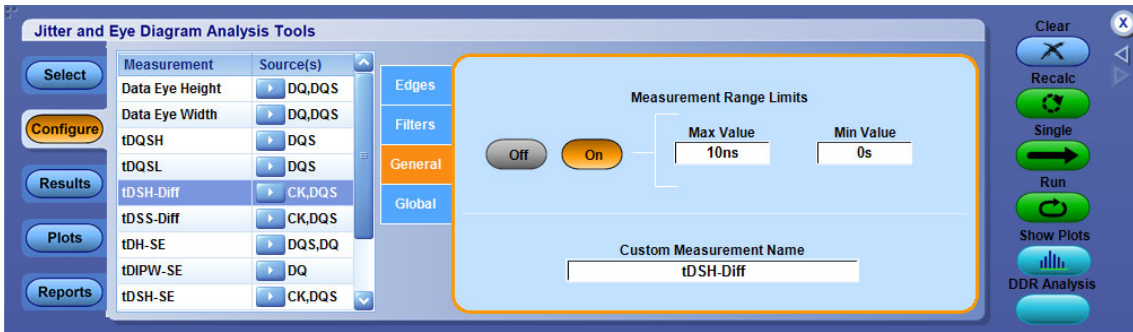 Jitter and Eye Diagram Analysis Tools
Select
Configure
Results
Plots
Reports
Measurement Source(s)
Data Eye Height DQ,DQS
Data Eye Width DQ,DQS
tDQSH DQS
tDQSL DQS
tDSH-Diff CK,DQS
tDSS-Diff CK,DQS
tDH-SE DQS,DQ
tDIPW-SE DQ
tDSH-SE CK,DQS
Edges
Filters
General
Global
Measurement Range Limits
Off On
Max Value Min Value
10ns 0s
Custom Measurement Name
tDSH-Diff
Clear
X
Recalc
Single
Run
Show Plots
DDR Analysis